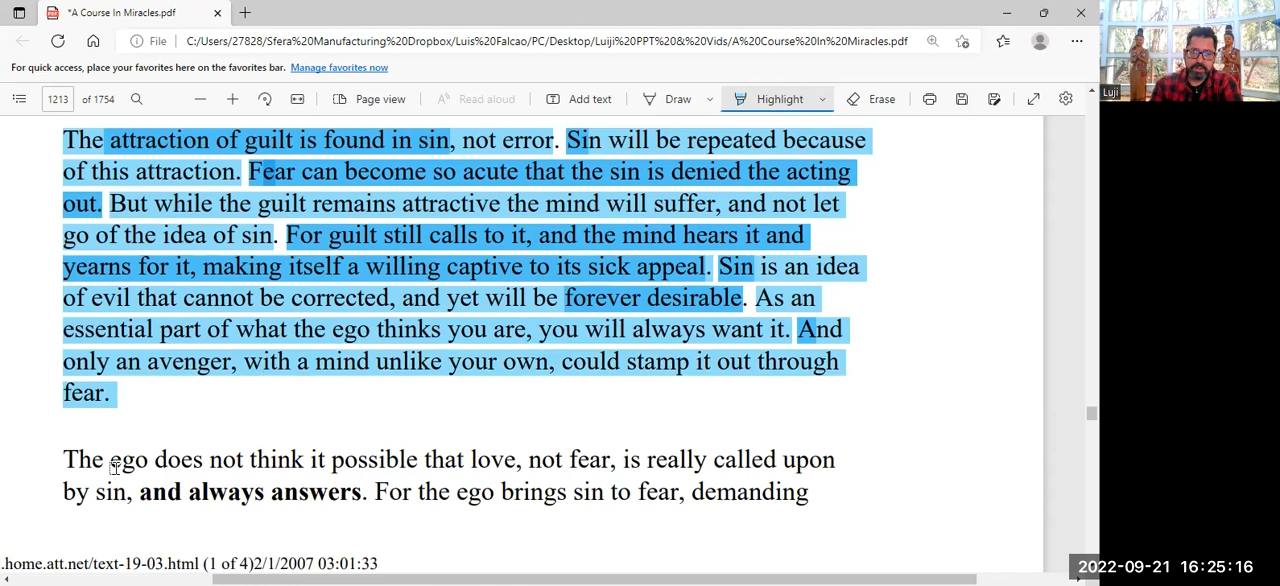 *A Course In Miracles.pdf
File
C:/Users/27828/Sfera%20Manufacturing%20Dropbox/Luis%20Falcao/PC/Desktop/Luiji%20PPT%20&%20Vids/A%20Course%20In%20Miracles.pdf
For quick access, place your favorites here on the favorites bar. Manage favorites now
1213 of 1754 Page view Read aloud Add text Draw Highlight Erase
Luji
The attraction of guilt is found in sin, not error. Sin will be repeated because
of this attraction. Fear can become so acute that the sin is denied the acting
out. But while the guilt remains attractive the mind will suffer, and not let
go of the idea of sin. For guilt still calls to it, and the mind hears it and
yearns for it, making itself a willing captive to its sick appeal. Sin is an idea
of evil that cannot be corrected, and yet will be forever desirable. As an
essential part of what the ego thinks you are, you will always want it. And
only an avenger, with a mind unlike your own, could stamp it out through
fear.
The ego does not think it possible that love, not fear, is really called upon
by sin, and always answers. For the ego brings sin to fear, demanding
.home.att.net/text-19-03.html (1 of 4)2/1/2007 03:01:33
2022-09-21 16:25:16